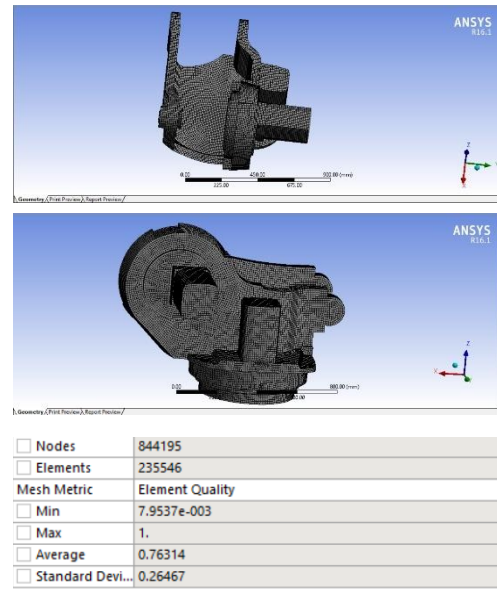 ANSYS
R16.1
0.00 450.00 900.00 (mm)
225.00 675.00
Geometry Print Preview Report Preview
ANSYS
R16.1
0.00 880.00 (mm)
Geometry Print Preview Report Preview
Nodes 844195
Elements 235546
Mesh Metric Element Quality
Min 7.9537e-003
Max 1.
Average 0.76314
Standard Devi... 0.26467